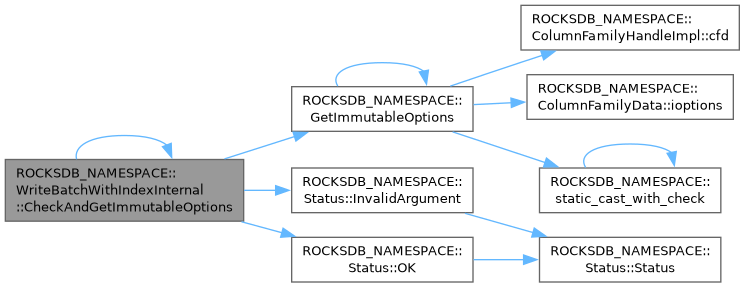 ROCKSDB_NAMESPACE::
WriteBatchWithIndexInternal
::CheckAndGetImmutableOptions
ROCKSDB_NAMESPACE::
GetImmutableOptions
ROCKSDB_NAMESPACE::
Status::InvalidArgument
ROCKSDB_NAMESPACE::
Status::OK
ROCKSDB_NAMESPACE::
ColumnFamilyHandleImpl::cfd
ROCKSDB_NAMESPACE::
ColumnFamilyData::ioptions
ROCKSDB_NAMESPACE::
static_cast_with_check
ROCKSDB_NAMESPACE::
Status::Status